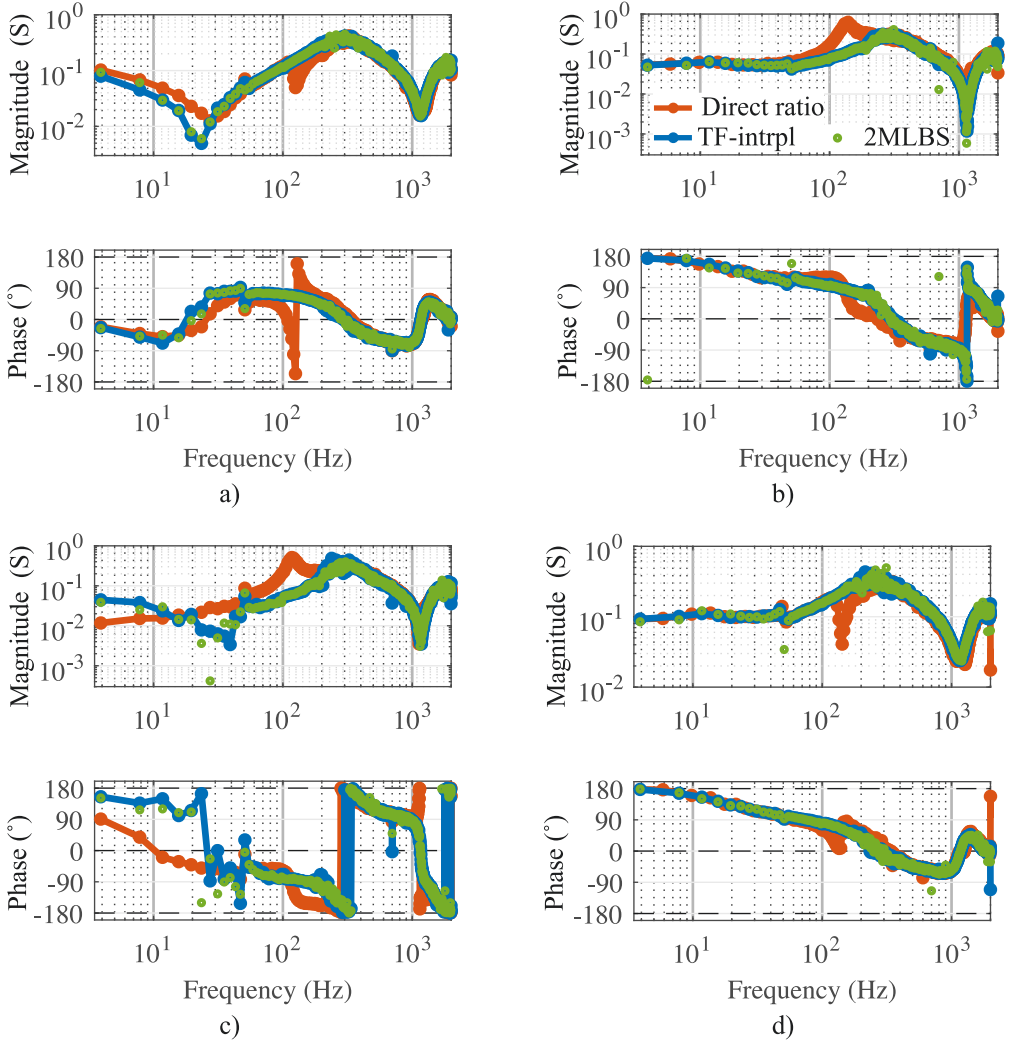 Magnitude (S)
10^0
10^-1
10^-2
10^1 10^2 10^3
Phase (°)
180
90
0
-90
-180
10^1 10^2 10^3
Frequency (Hz)
a)
Magnitude (S)
10^0
10^-1
10^-2
10^-3
Direct ratio
TF-intrpl 2MLBS
10^1 10^2 10^3
Phase (°)
180
90
0
-90
-180
10^1 10^2 10^3
Frequency (Hz)
b)
Magnitude (S)
10^0
10^-1
10^-2
10^-3
10^1 10^2 10^3
Phase (°)
180
90
0
-90
-180
10^1 10^2 10^3
Frequency (Hz)
c)
Magnitude (S)
10^0
10^-1
10^-2
10^1 10^2 10^3
Phase (°)
180
90
0
-90
-180
10^1 10^2 10^3
Frequency (Hz)
d)